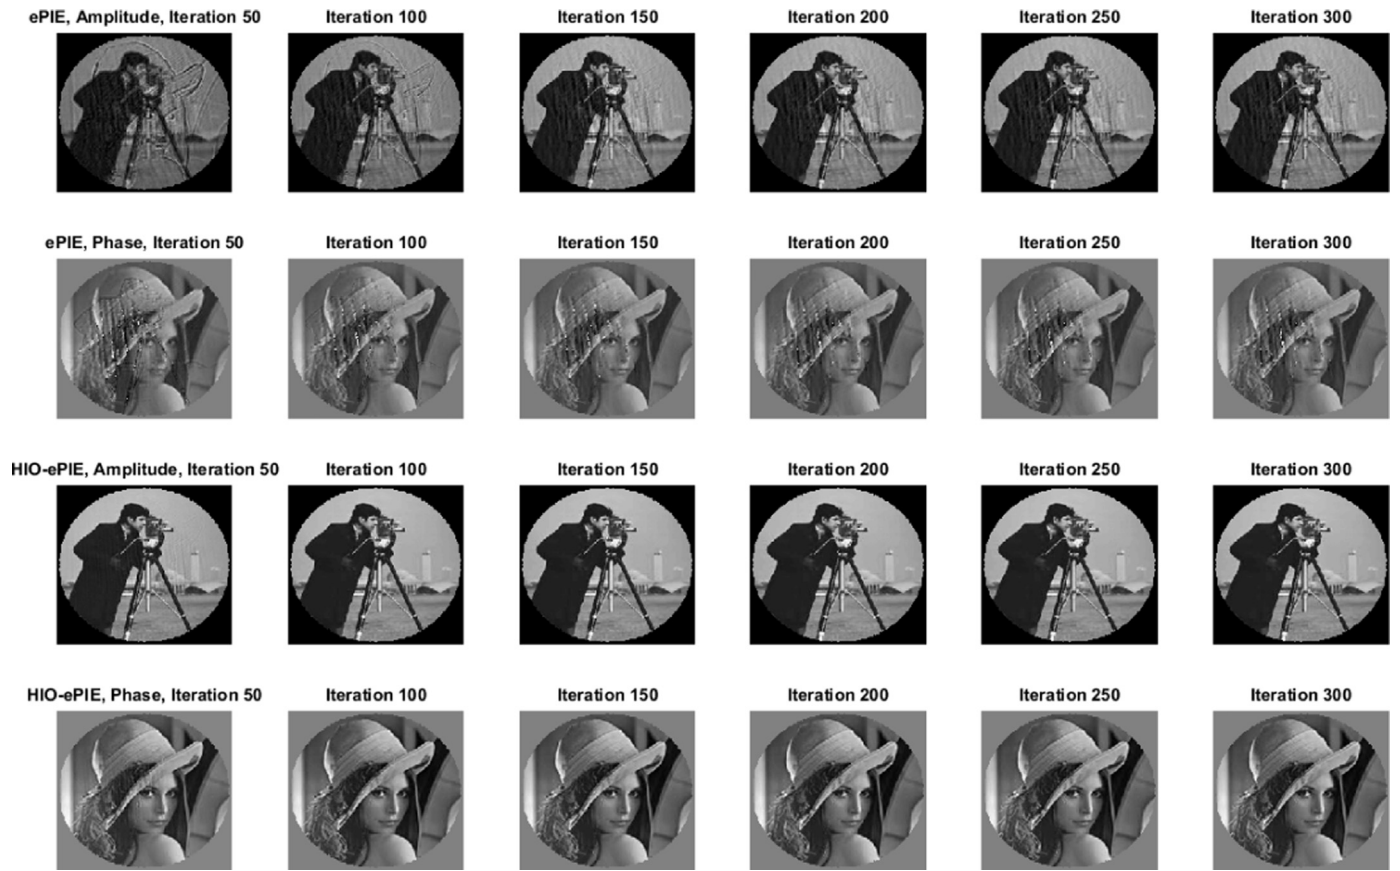 ePIE, Amplitude, Iteration 50 Iteration 100 Iteration 150 Iteration 200 Iteration 250 Iteration 300
ePIE, Phase, Iteration 50 Iteration 100 Iteration 150 Iteration 200 Iteration 250 Iteration 300
HIO-ePIE, Amplitude, Iteration 50 Iteration 100 Iteration 150 Iteration 200 Iteration 250 Iteration 300
HIO-ePIE, Phase, Iteration 50 Iteration 100 Iteration 150 Iteration 200 Iteration 250 Iteration 300